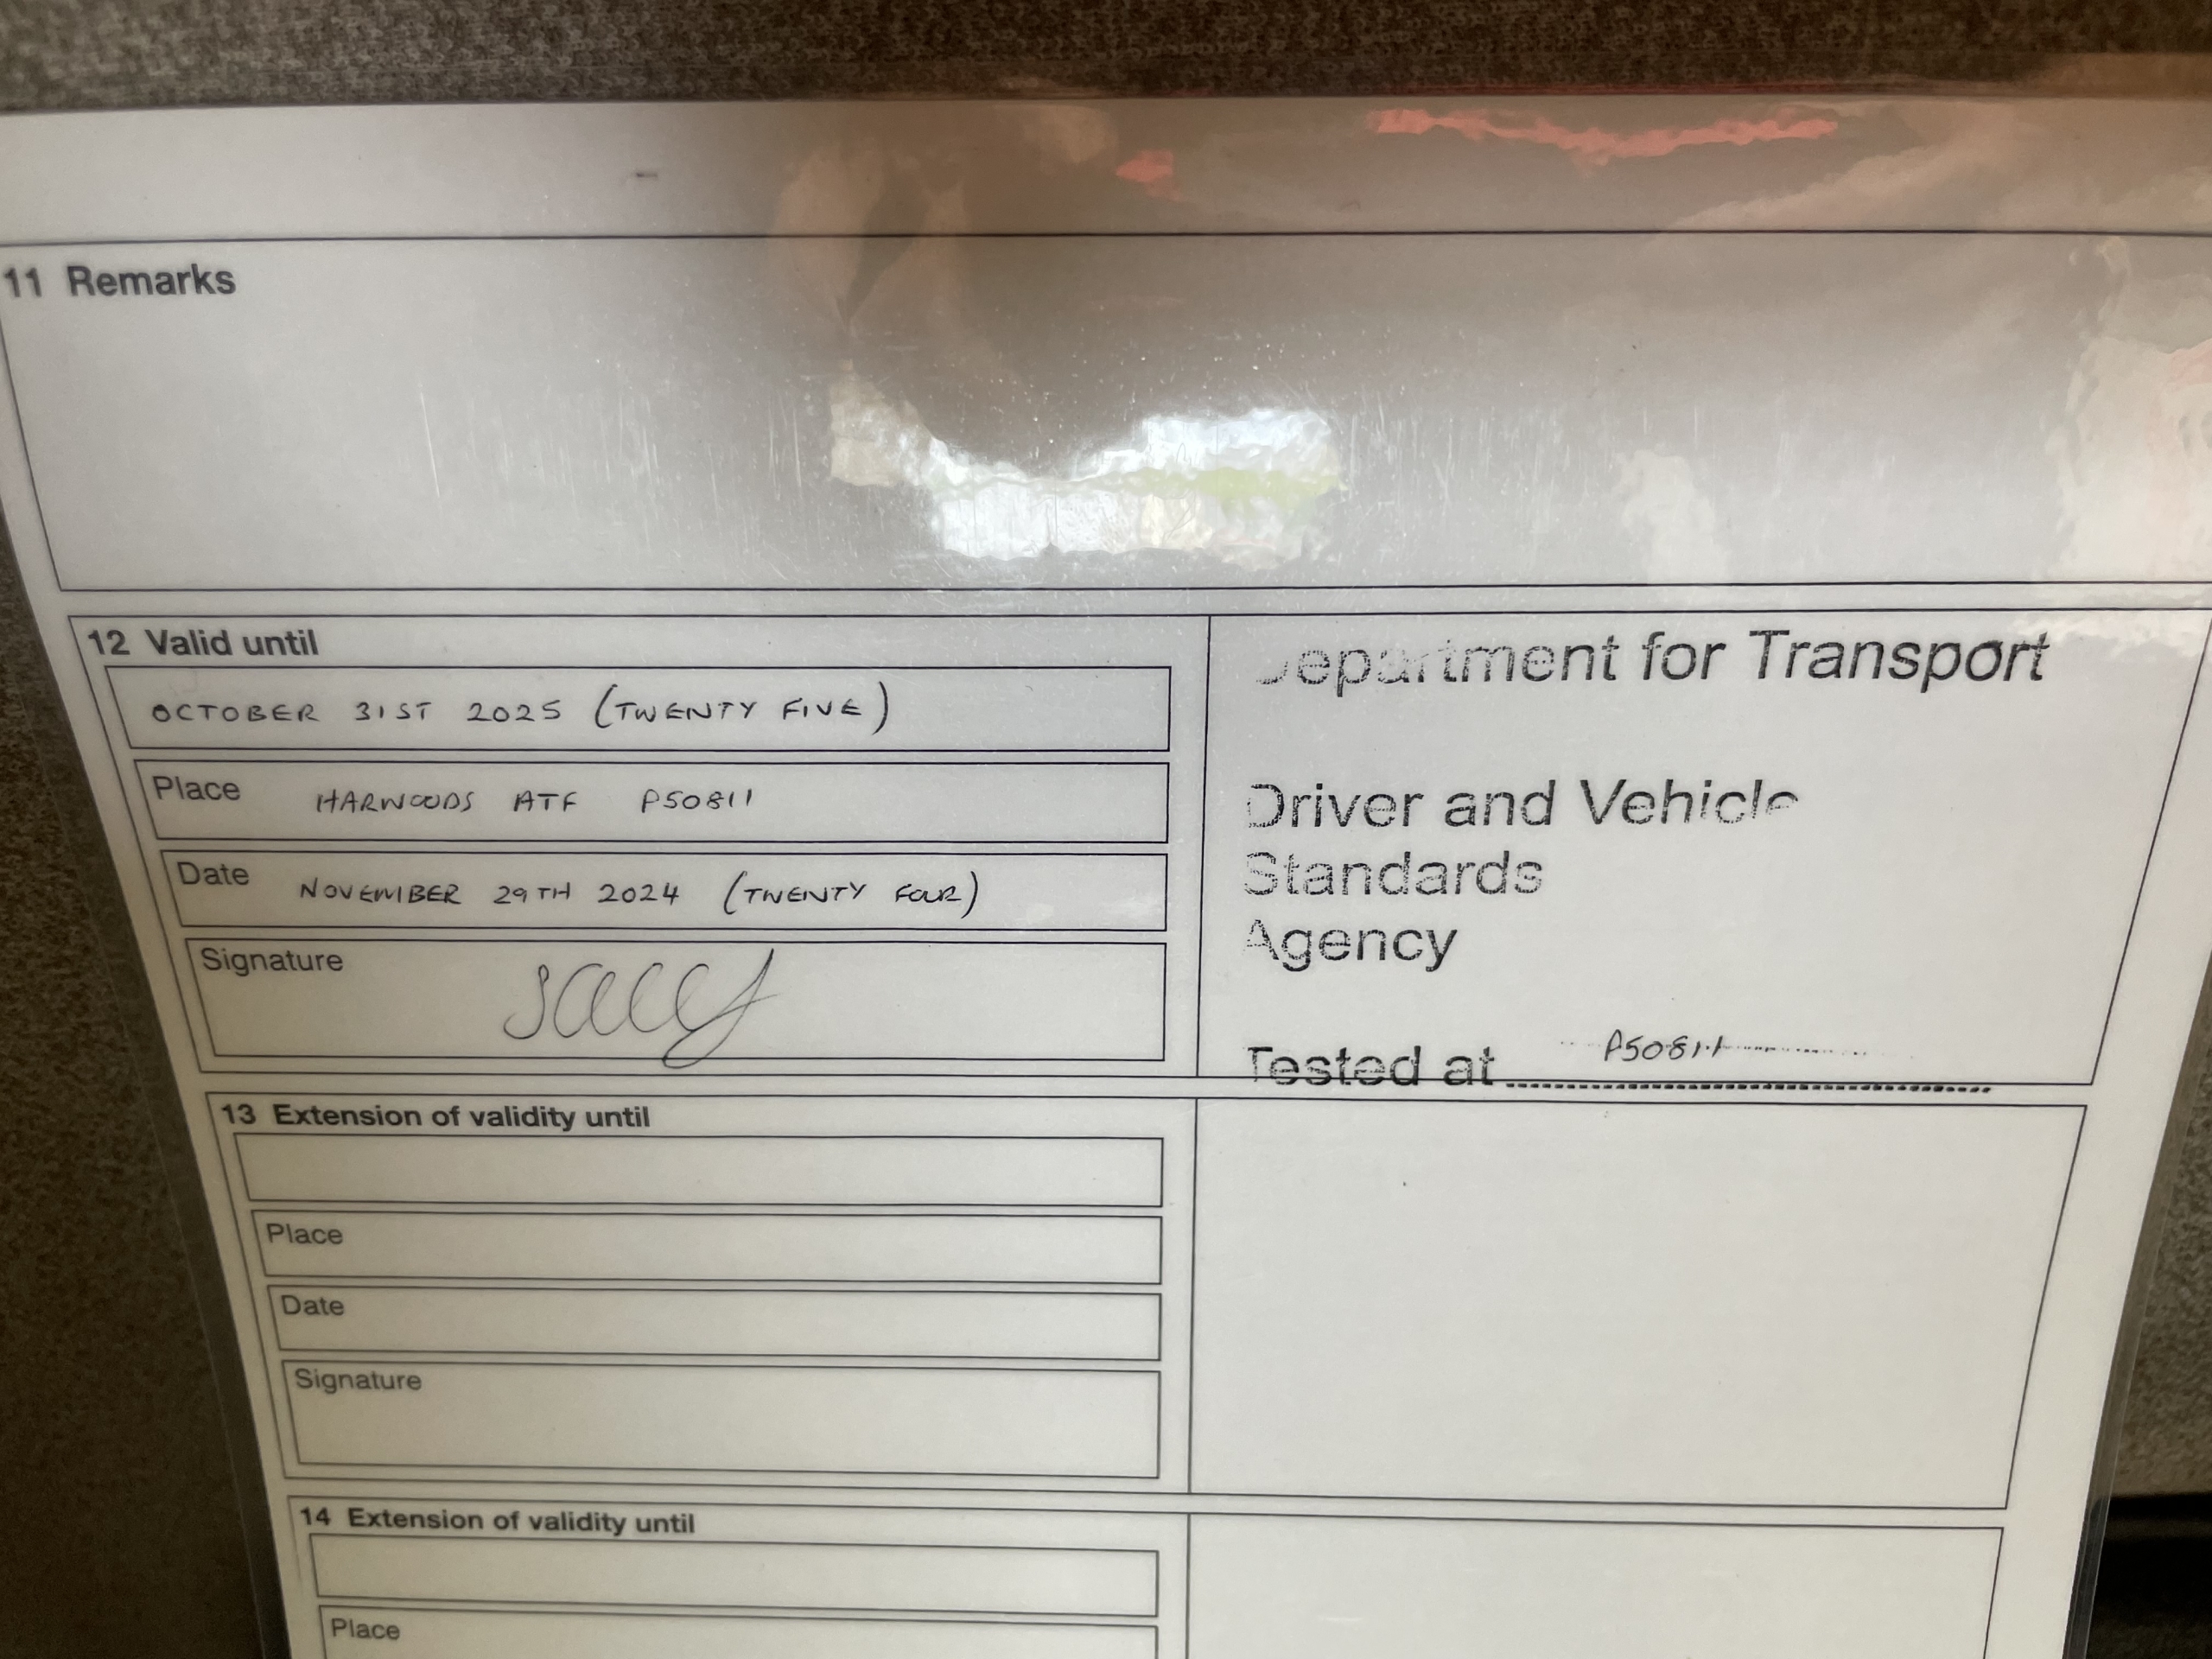 11 Remarks
12 Valid until
OCTOBER 31ST 2025 (TWENTY FIVE)
Place HARWOODS ATF P50811
Date NOVEMBER 29TH 2024 (TWENTY FOUR)
Signature
Department for Transport
Driver and Vehicle
Standards
Agency
Tested at P50811
13 Extension of validity until
Place
Date
Signature
14 Extension of validity until
Place